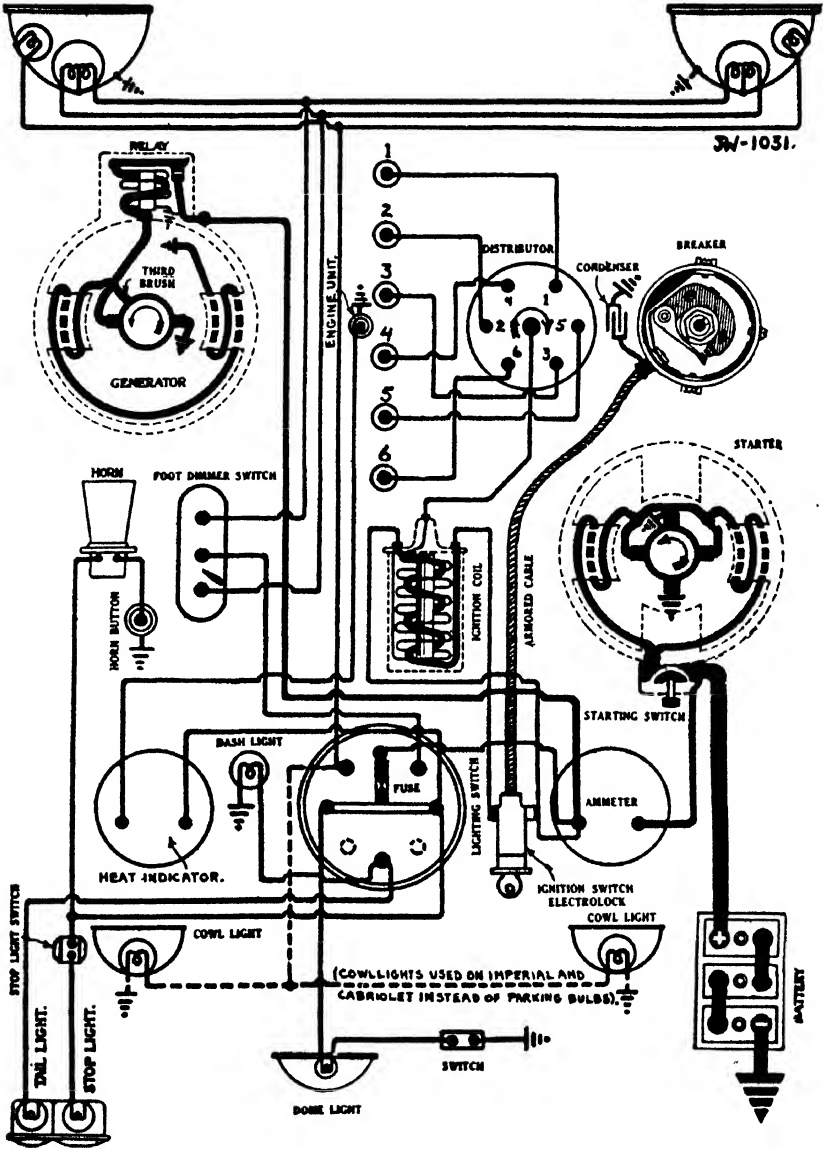 JW-1031.
RELAY
1
2
3
4
5
6
DISTRIBUTOR
CONDENSER
BREAKER
THIRD
BRUSH
ENGINE UNIT.
4
1
2
R
5
6
3
GENERATOR
HORN
FOOT DIMMER SWITCH
STARTER
HORN BUTTON
IGNITION COIL
ARMORED CABLE
STARTING SWITCH
DASH LIGHT
FUSE
LIGHTING SWITCH
AMMETER
HEAT INDICATOR.
IGNITION SWITCH
ELECTROLOCK
STOP LIGHT SWITCH
COWL LIGHT
COWL LIGHT
(COWLLIGHTS USED ON IMPERIAL AND
CABRIOLET INSTEAD OF PARKING BULBS).
BATTERY
TAIL LIGHT.
STOP LIGHT.
SWITCH
DOME LIGHT